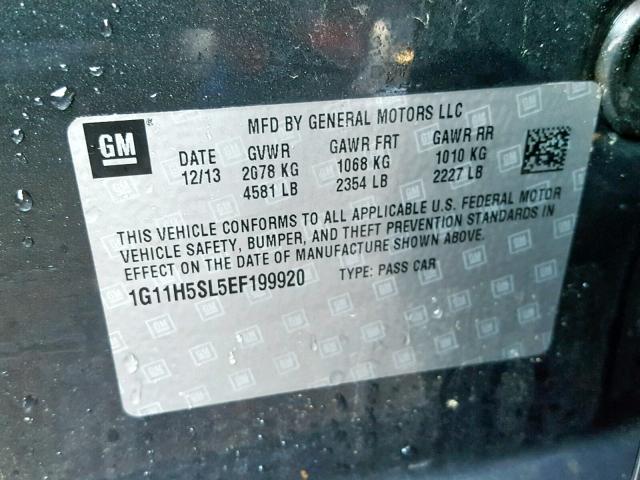 GM
MFD BY GENERAL MOTORS LLC
DATE GVWR GAWR FRT GAWR RR
12/13 2078 KG 1068 KG 1010 KG
4581 LB 2354 LB 2227 LB
THIS VEHICLE CONFORMS TO ALL APPLICABLE U.S. FEDERAL MOTOR
VEHICLE SAFETY, BUMPER, AND THEFT PREVENTION STANDARDS IN
EFFECT ON THE DATE OF MANUFACTURE SHOWN ABOVE.
1G11H5SL5EF199920 TYPE: PASS CAR